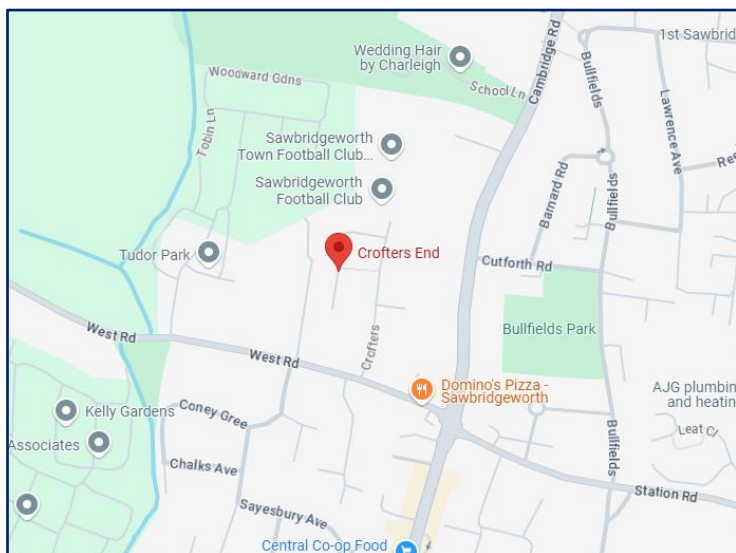 Wedding Hair
by Charleigh
1st Sawbrid
Woodward Gdns
School Ln
Cambridge Rd
Bullfields
Lawrence Ave
Tobin Ln
Sawbridgeworth
Town Football Club...
Sawbridgeworth
Football Club
Barnard Rd
Bullfields
Ree
Tudor Park
Crofters End
Cutforth Rd
West Rd
West Rd
Crofters
Bullfields Park
Domino's Pizza -
Sawbridgeworth
AJG plumbin
and heatin
Kelly Gardens
Coney Gree
Associates
Leat Cl
Bullfields
Chalks Ave
Station Rd
Sayesbury Ave
Central Co-op Food